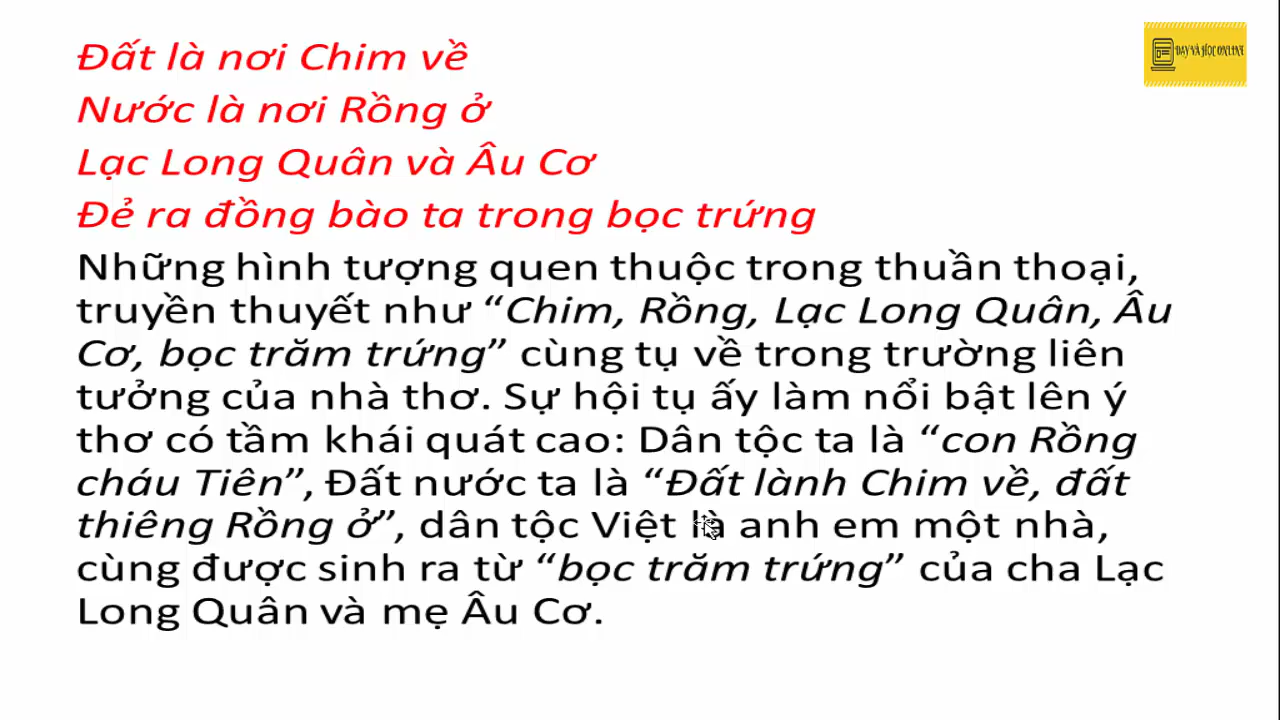 Đất là nơi Chim về
Nước là nơi Rồng ở
Lạc Long Quân và Âu Cơ
Đẻ ra đồng bào ta trong bọc trứng
Những hình tượng quen thuộc trong thuần thoại,
truyền thuyết như “Chim, Rồng, Lạc Long Quân, Âu
Cơ, bọc trăm trứng” cùng tụ về trong trường liên
tưởng của nhà thơ. Sự hội tụ ấy làm nổi bật lên ý
thơ có tầm khái quát cao: Dân tộc ta là “con Rồng
cháu Tiên”, Đất nước ta là “Đất lành Chim về, đất
thiêng Rồng ở”, dân tộc Việt là anh em một nhà,
cùng được sinh ra từ “bọc trăm trứng” của cha Lạc
Long Quân và mẹ Âu Cơ.
DẠY VÀ HỌC ONLINE